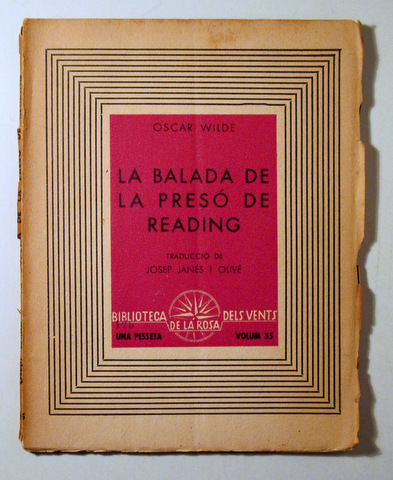 OSCAR WILDE
LA BALADA DE
LA PRESÓ DE
READING
TRADUCCIÓ DE
JOSEP JANÉS I OLIVÉ
BIBLIOTECA DELS VENTS
DE LA ROSA
UNA PESSETA VOLUM 35